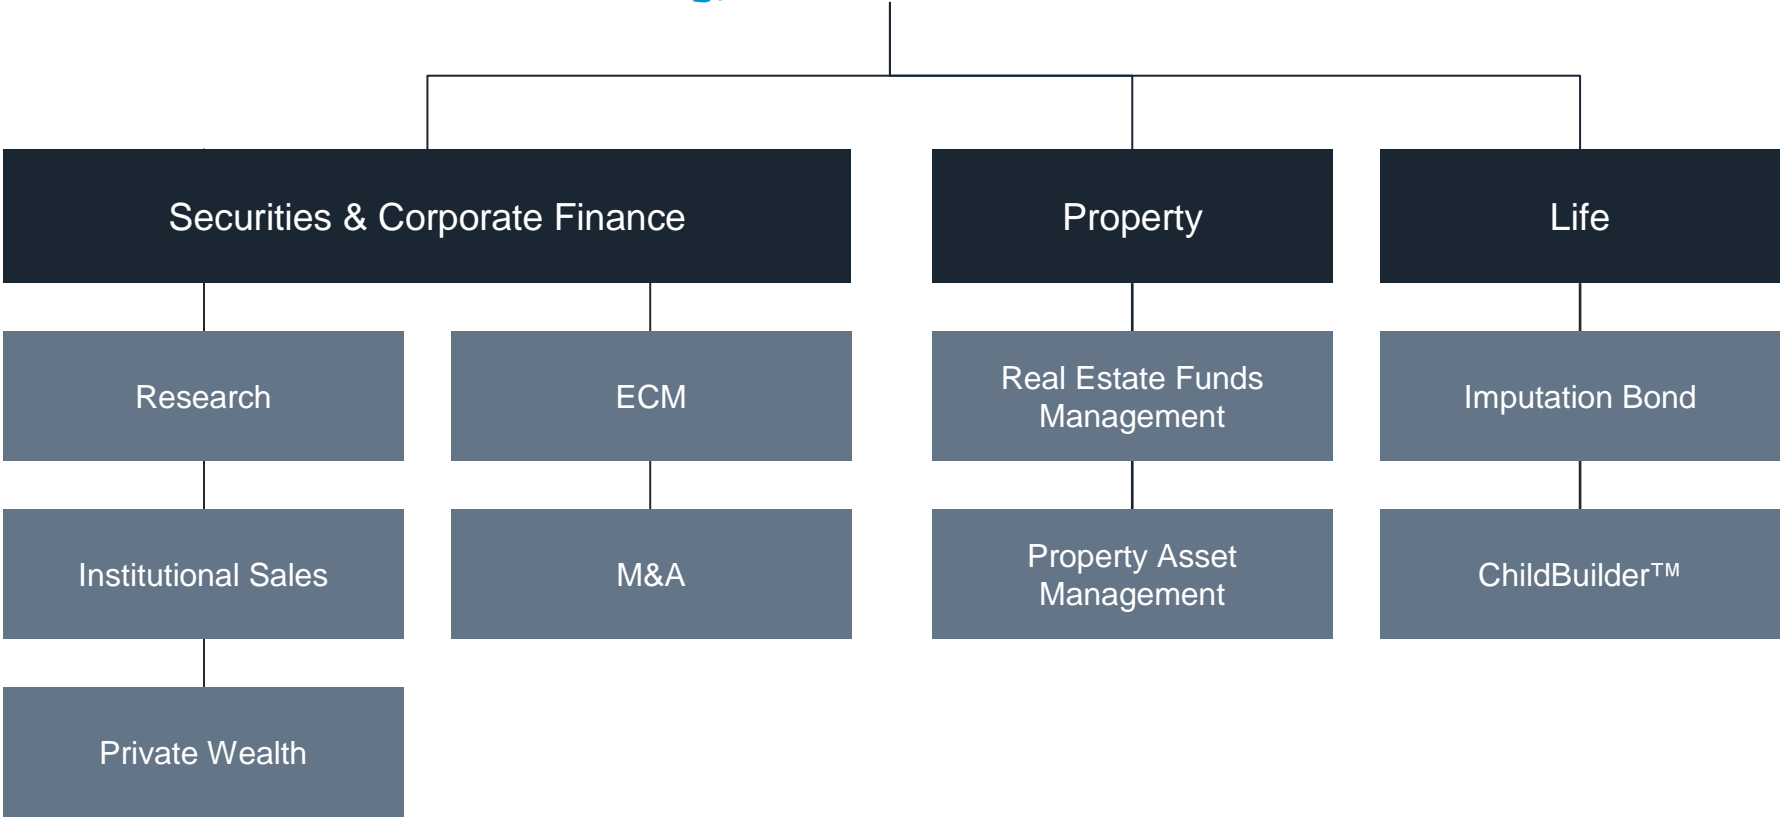 Securities & Corporate Finance
Property
Life
Research
ECM
Real Estate Funds
Management
Imputation Bond
Institutional Sales
M&A
Property Asset
Management
ChildBuilder™
Private Wealth